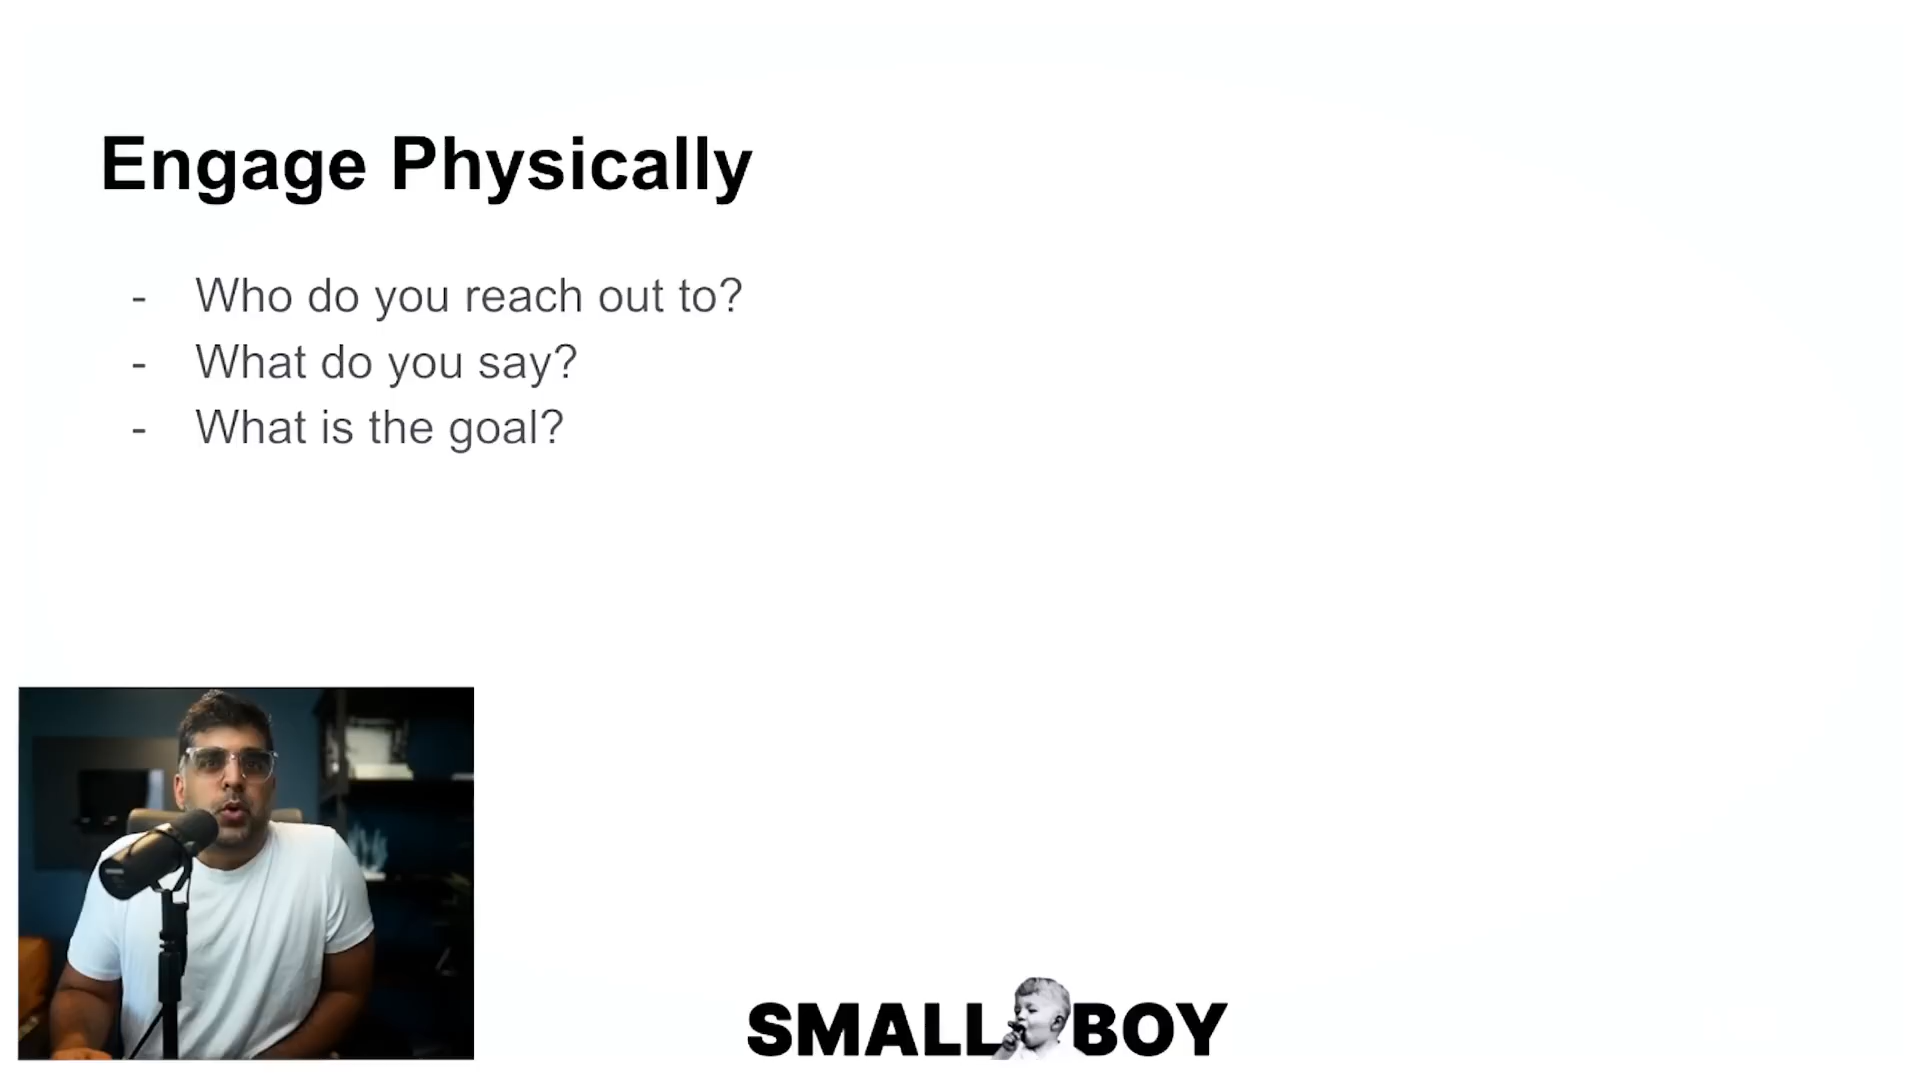 Engage Physically
- Who do you reach out to?
- What do you say?
- What is the goal?
SMALL BOY